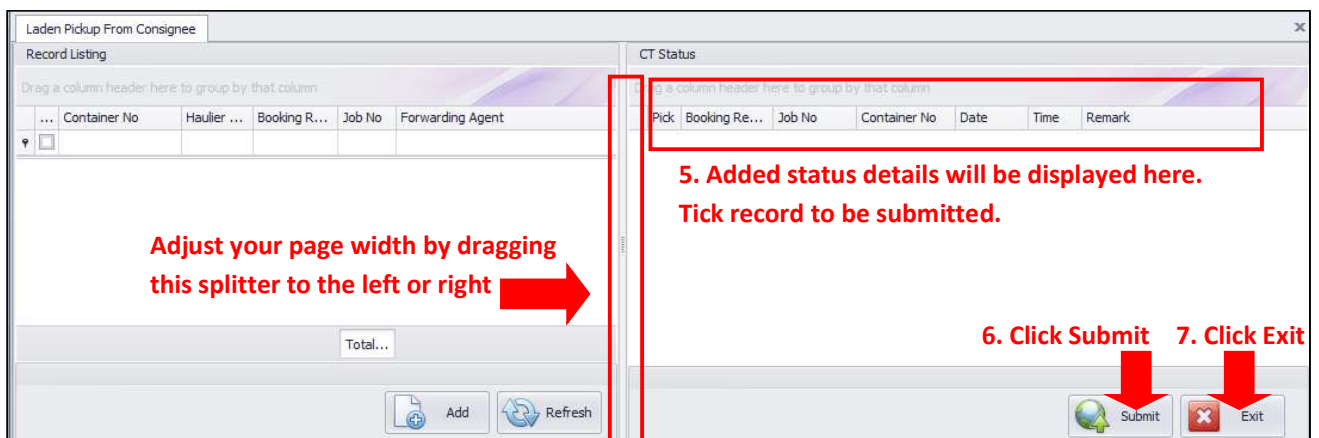 Laden Pickup From Consignee
Record Listing
Drag a column header here to group by that column
... Container No Haulier ... Booking R... Job No Forwarding Agent
Adjust your page width by dragging
this splitter to the left or right
Total...
Add Refresh
CT Status
Drag a column header here to group by that column
Pick Booking Re... Job No Container No Date Time Remark
5. Added status details will be displayed here.
Tick record to be submitted.
6. Click Submit 7. Click Exit
Submit Exit